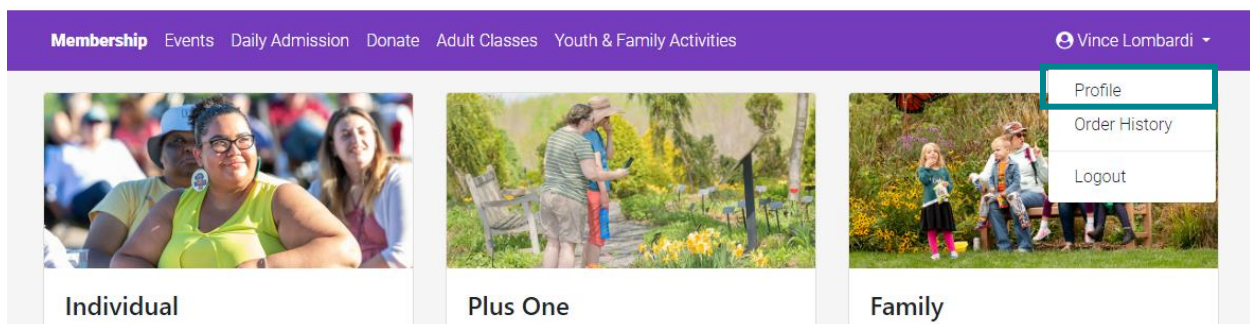 Membership Events Daily Admission Donate Adult Classes Youth & Family Activities Vince Lombardi
Profile
Order History
Logout
Individual Plus One Family